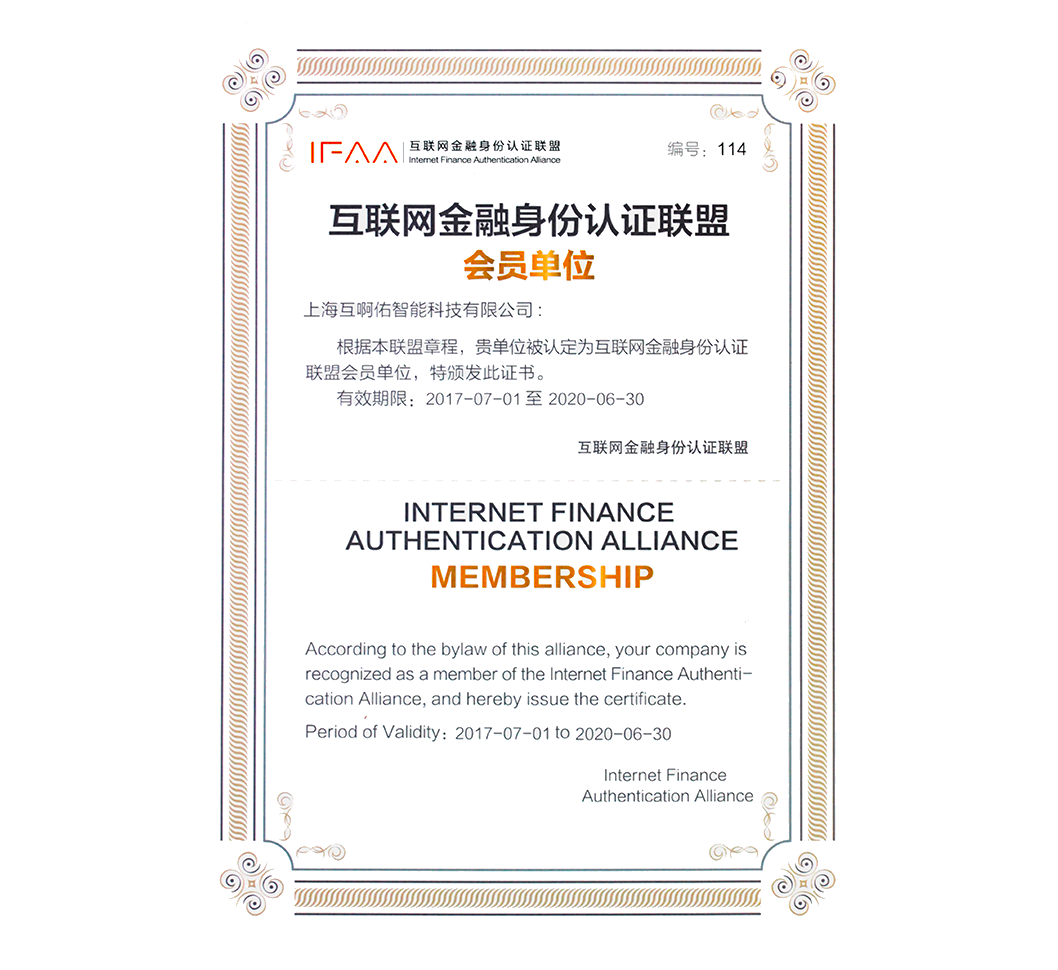 IFAA
互联网金融身份认证联盟
Internet Finance Authentication Alliance
编号：114
互联网金融身份认证联盟
会员单位
上海互啊佑智能科技有限公司：
根据本联盟章程，贵单位被认定为互联网金融身份认证
联盟会员单位，特颁发此证书。
有效期限：2017-07-01 至 2020-06-30
互联网金融身份认证联盟
INTERNET FINANCE
AUTHENTICATION ALLIANCE
MEMBERSHIP
According to the bylaw of this alliance, your company is
recognized as a member of the Internet Finance Authenti-
cation Alliance, and hereby issue the certificate.
Period of Validity：2017-07-01 to 2020-06-30
Internet Finance
Authentication Alliance